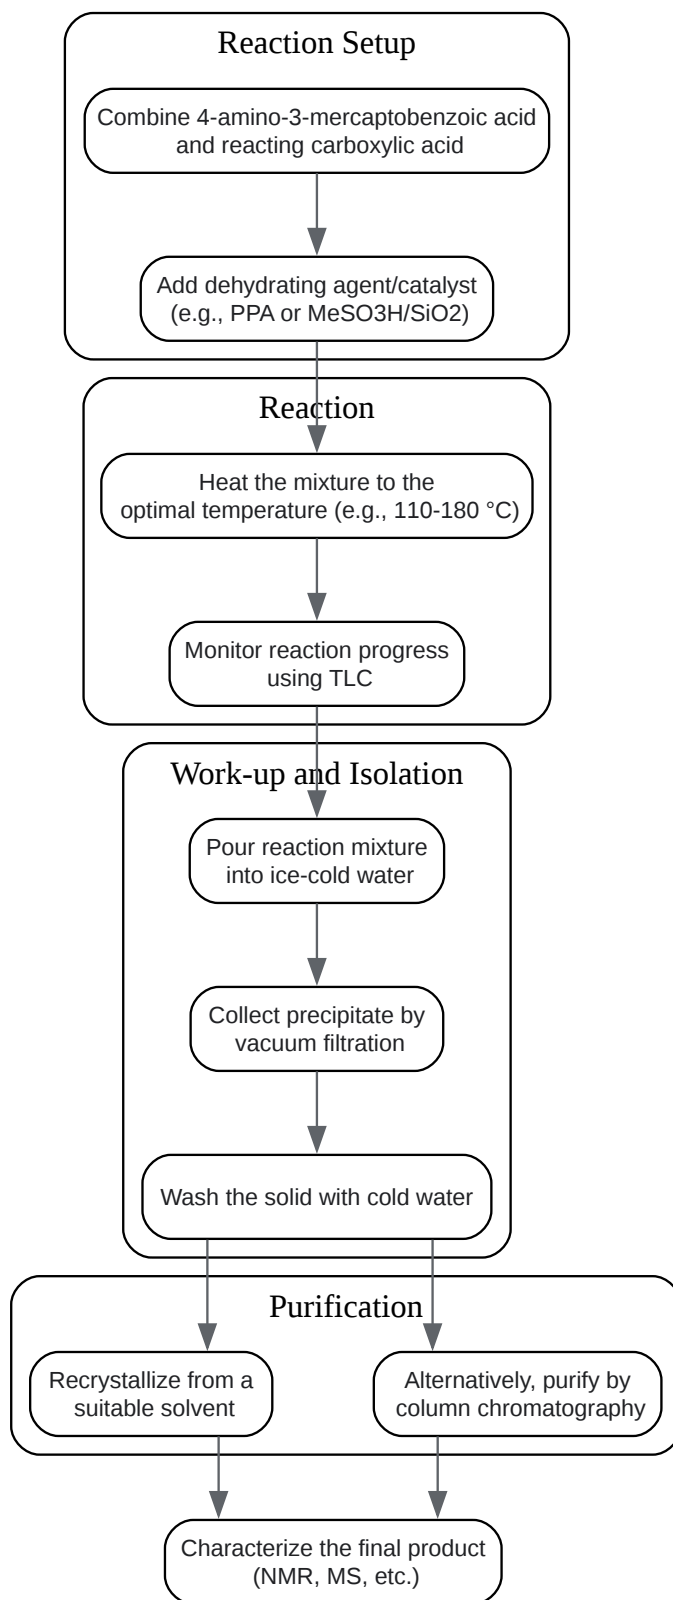 Reaction Setup
Combine 4-amino-3-mercaptobenzoic acid
and reacting carboxylic acid
Add dehydrating agent/catalyst
(e.g., PPA or MeSO3H/SiO2)
Reaction
Heat the mixture to the
optimal temperature (e.g., 110-180 °C)
Monitor reaction progress
using TLC
Work-up and Isolation
Pour reaction mixture
into ice-cold water
Collect precipitate by
vacuum filtration
Wash the solid with cold water
Purification
Recrystallize from a
suitable solvent
Alternatively, purify by
column chromatography
Characterize the final product
(NMR, MS, etc.)